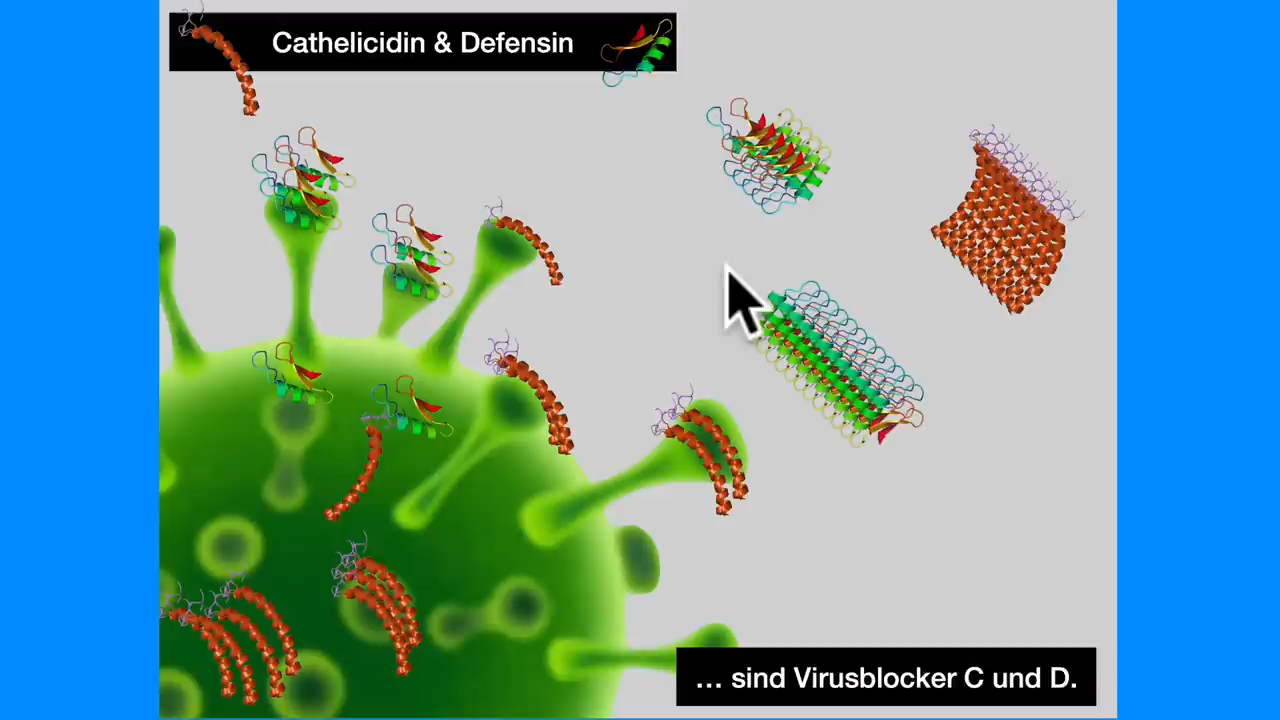 Cathelicidin & Defensin
... sind Virusblocker C und D.